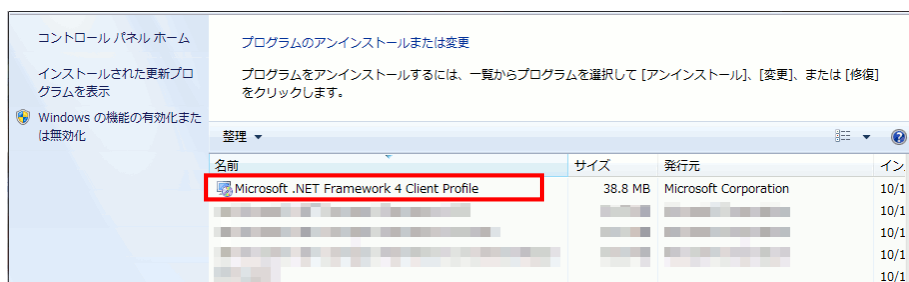 コントロール パネル ホーム
インストールされた更新プロ
グラムを表示
Windows の機能の有効化また
は無効化
プログラムのアンインストールまたは変更
プログラムをアンインストールするには、一覧からプログラムを選択して [アンインストール]、[変更]、または [修復]
をクリックします。
整理
名前 サイズ 発行元 イン
Microsoft .NET Framework 4 Client Profile 38.8 MB Microsoft Corporation 10/1
10/1
10/1
10/1
10/1